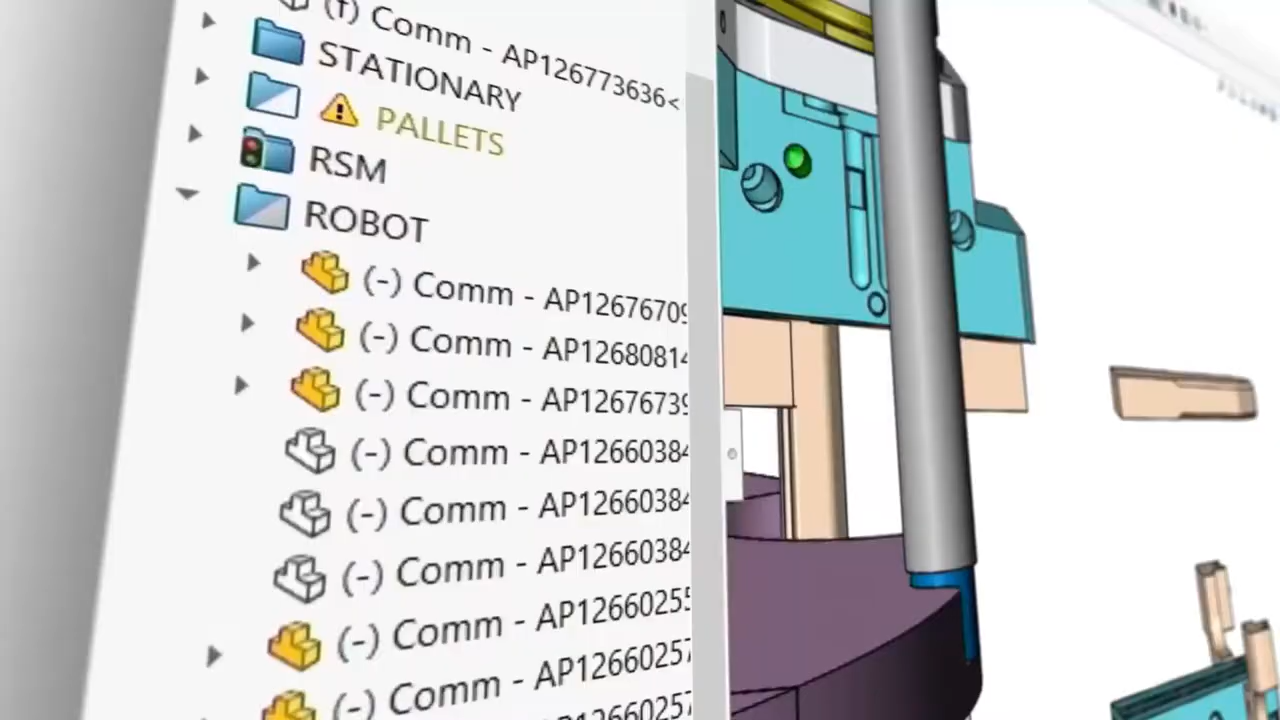 (f) Comm - AP126773636<
STATIONARY
PALLETS
RSM
ROBOT
(-) Comm - AP12676709
(-) Comm - AP12680814
(-) Comm - AP12676739
(-) Comm - AP12660384
(-) Comm - AP12660384
(-) Comm - AP12660384
(-) Comm - AP12660255
(-) Comm - AP12660257
AP12660257